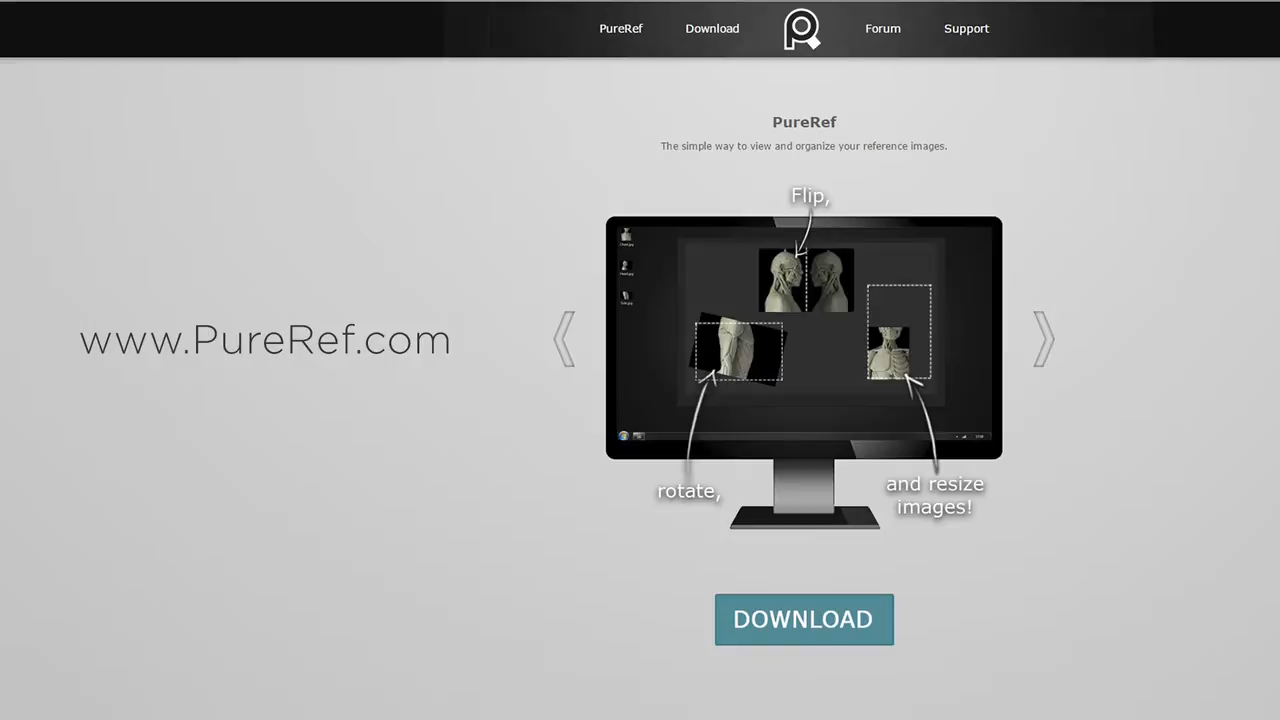 PureRef
Download
Forum
Support
PureRef
The simple way to view and organize your reference images.
Flip,
www.PureRef.com
rotate,
and resize
images!
DOWNLOAD